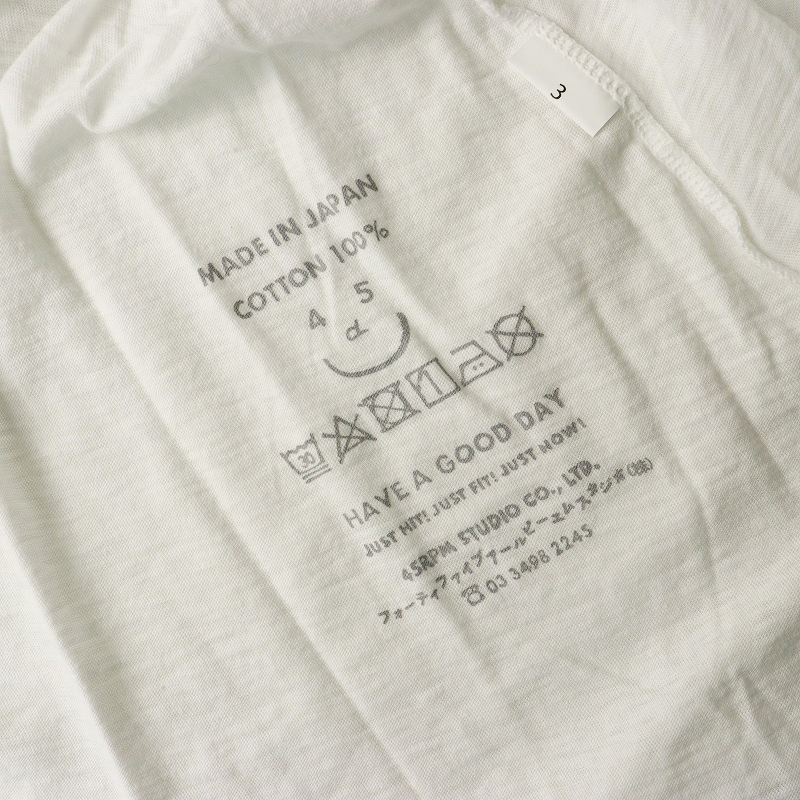 3
MADE IN JAPAN
COTTON 100%
4 5
d
30
HAVE A GOOD DAY
JUST HIT! JUST FIT! JUST NOW!
45RPM STUDIO CO., LTD.
フォーティファイブアールピーエムスタジオ(株)
☎03 3498 2245